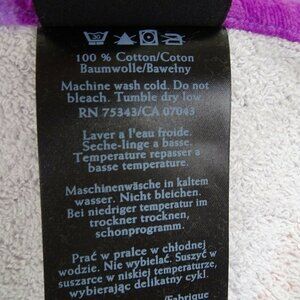 100 % Cotton/Coton
Baumwolle/Bawełny
Machine wash cold. Do not
bleach. Tumble dry low.
RN 75343/CA 07043
Laver a l'eau froide.
Seche-linge a basse.
Temperature repasser a
basse temperature.
Maschinenwäsche in kaltem
wasser. Nicht bleichen.
Bei niedriger temperatur im
trockner trocknen,
schonprogramm.
Prać w pralce w chłodnej
wodzie. Nie wybielać. Suszyć w
suszarce w niskiej temperaturze,
wybierając delikatny cykl.
/Fabrique